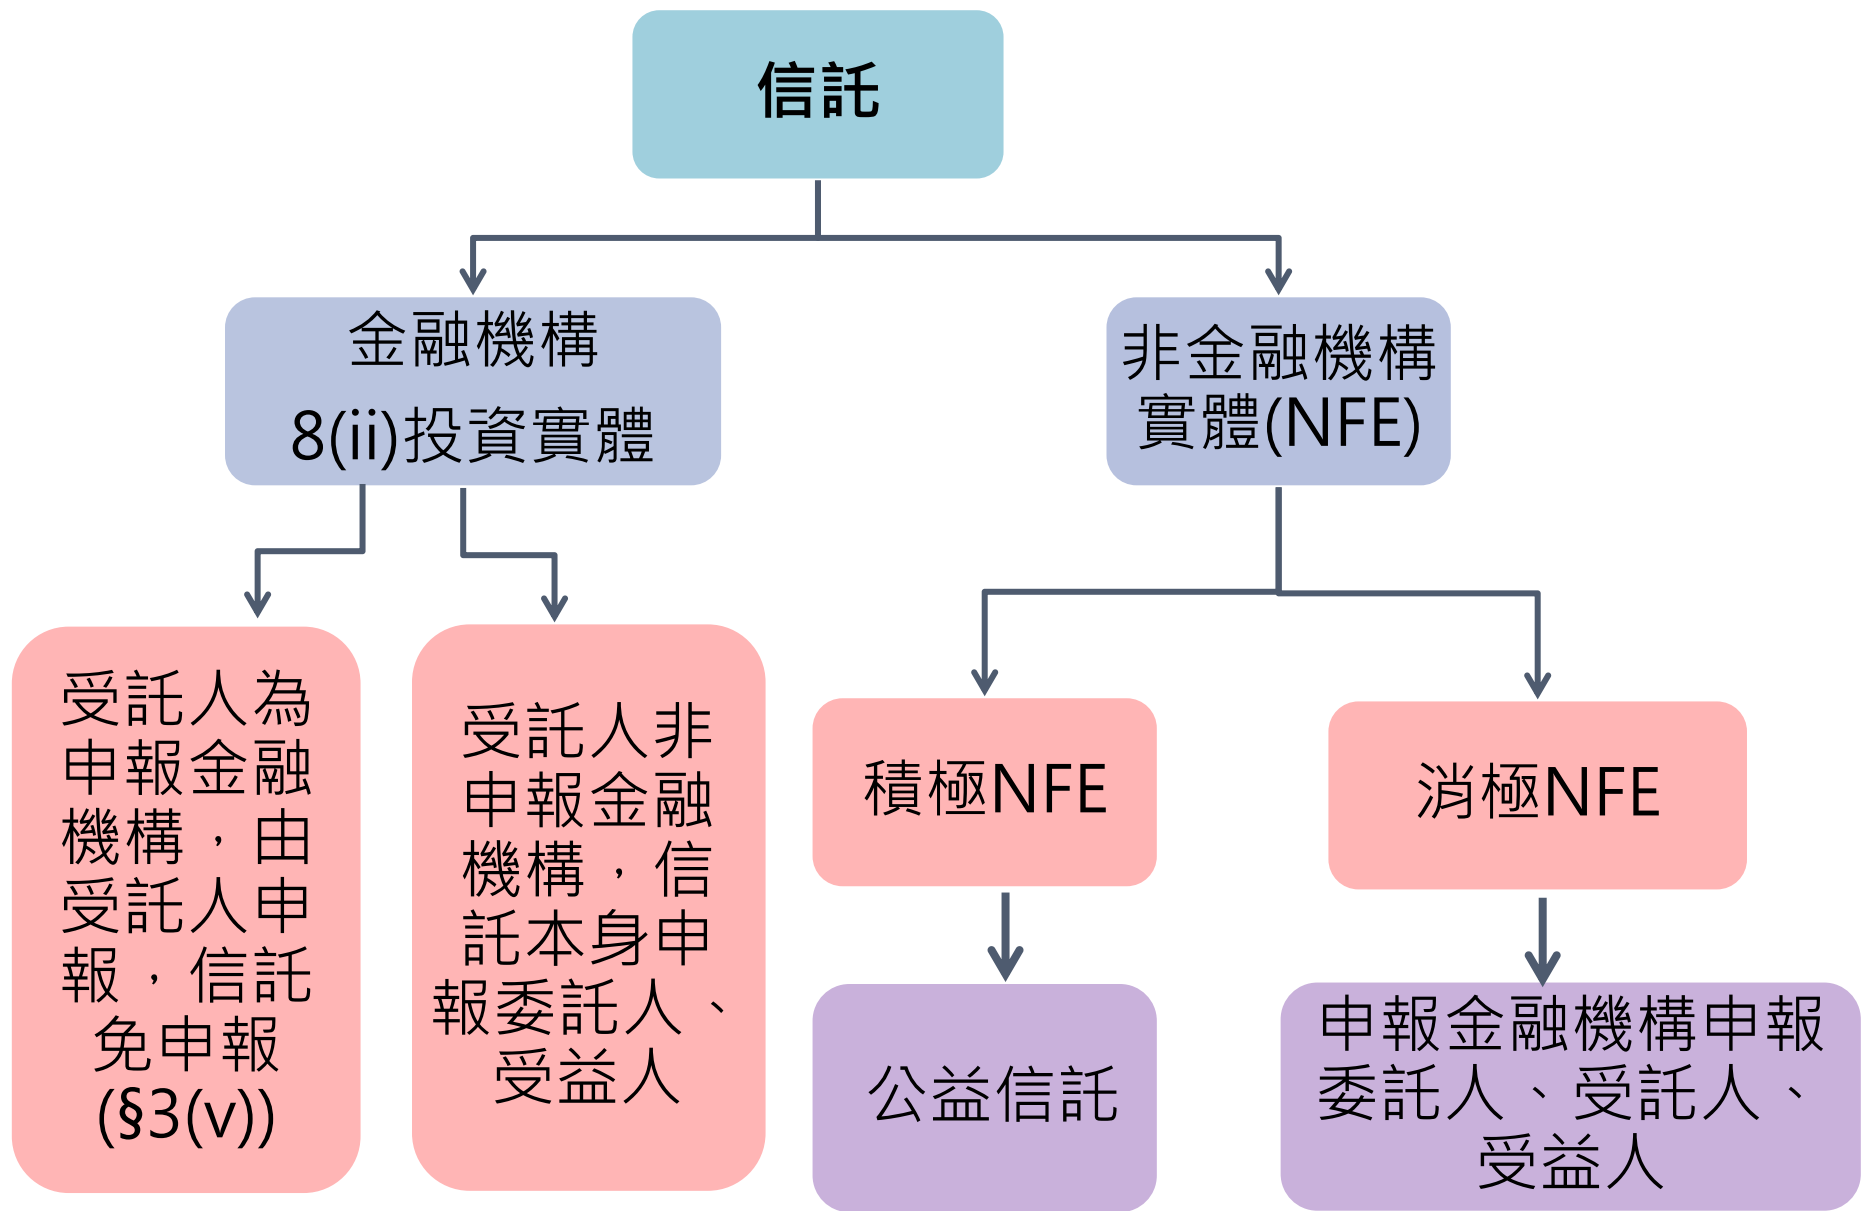 信託
金融機構
8(ii)投資實體
非金融機構
實體(NFE)
受託人為
申報金融
機構，由
受託人申
報，信託
免申報
(§3(v))
受託人非
申報金融
機構，信
託本身申
報委託人、
受益人
積極NFE
消極NFE
公益信託
申報金融機構申報
委託人、受託人、
受益人